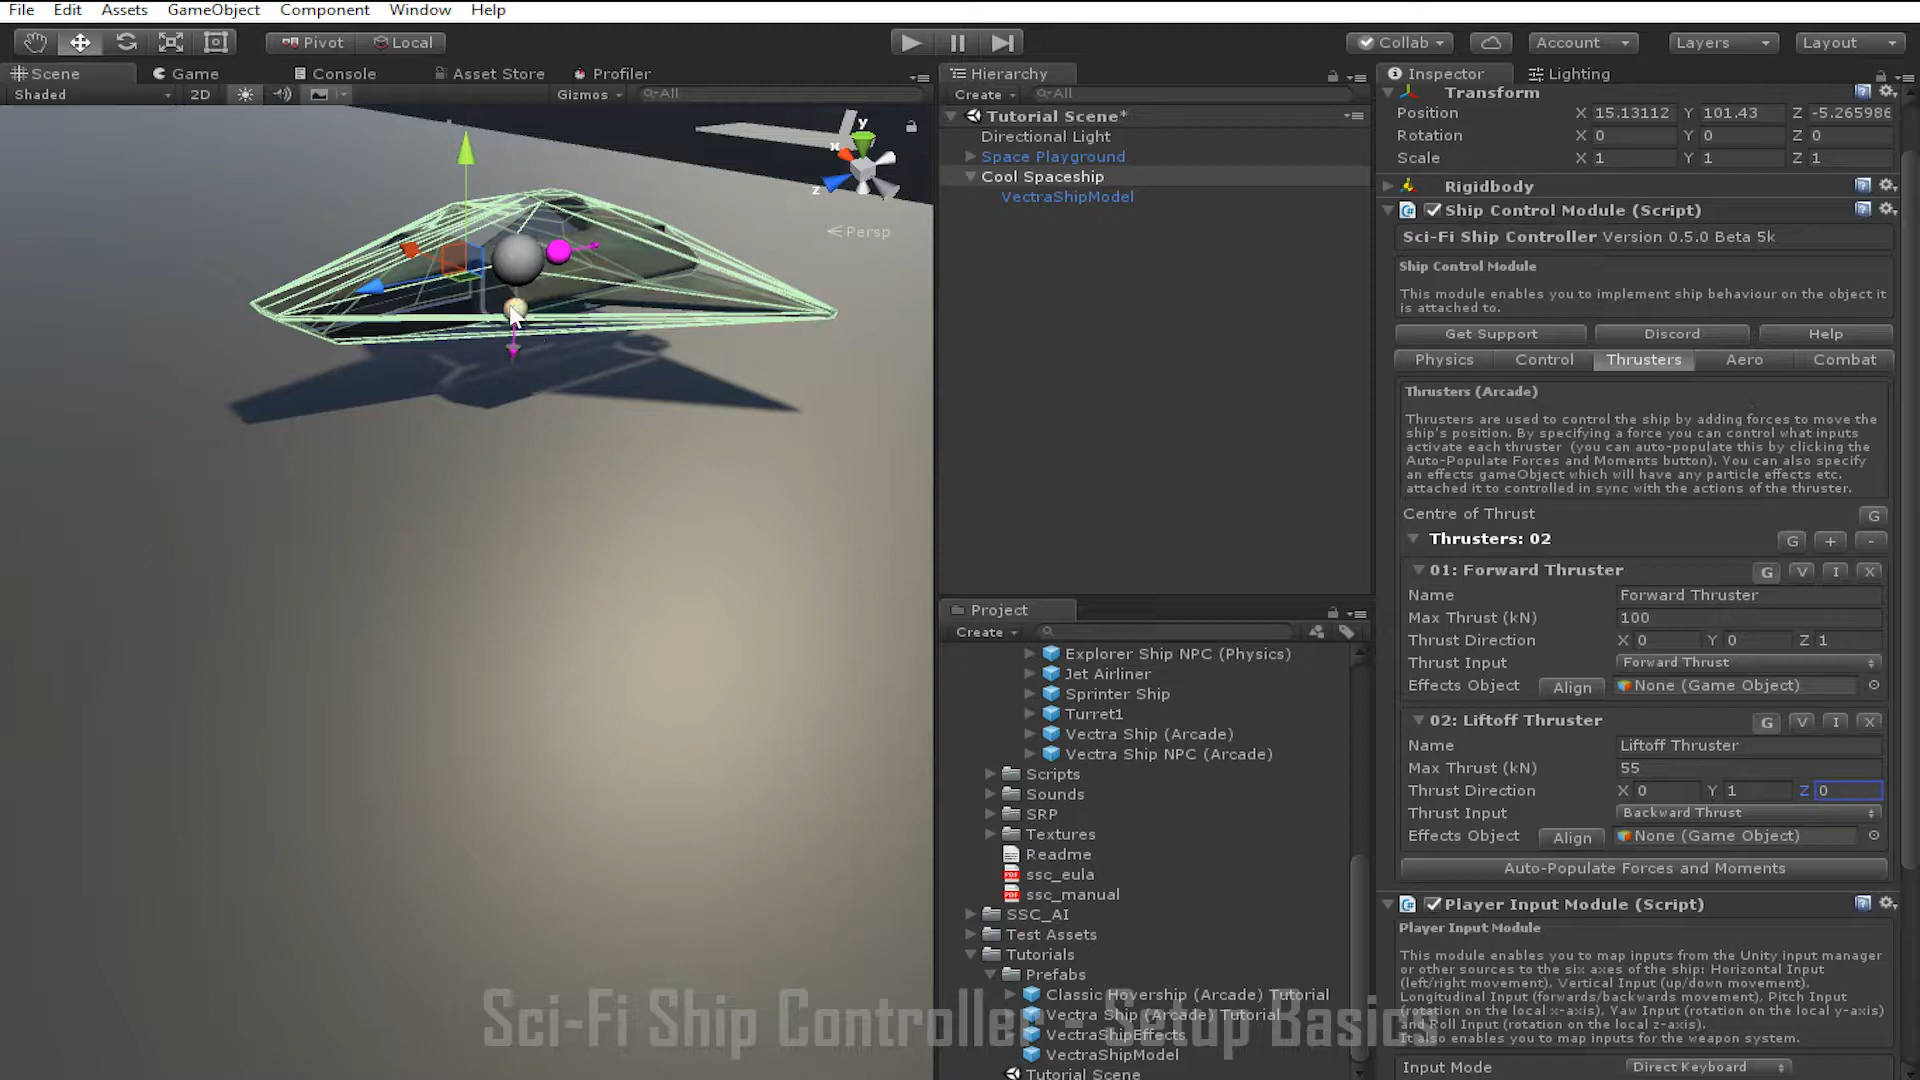 File Edit Assets GameObject Component Window Help
Pivot Local Collab Account Layers Layout
Scene Game Console Asset Store Profiler
Shaded 2D Gizmos All
y
x
z
Persp
Hierarchy
Create All
Tutorial Scene*
Directional Light
Space Playground
Cool Spaceship
VectraShipModel
Project
Create
Explorer Ship NPC (Physics)
Jet Airliner
Sprinter Ship
Turret1
Vectra Ship (Arcade)
Vectra Ship NPC (Arcade)
Scripts
Sounds
SRP
Textures
Readme
ssc_eula
ssc_manual
SSC_AI
Test Assets
Tutorials
Prefabs
Classic Hovership (Arcade) Tutorial
Vectra Ship (Arcade) Tutorial
VectraShipEffects
VectraShipModel
Tutorial Scene
Inspector Lighting
Transform
Position X 15.13112 Y 101.43 Z -5.265986
Rotation X 0 Y 0 Z 0
Scale X 1 Y 1 Z 1
Rigidbody
Ship Control Module (Script)
Sci-Fi Ship Controller Version 0.5.0 Beta 5k
Ship Control Module
This module enables you to implement ship behaviour on the object it
is attached to.
Get Support Discord Help
Physics Control Thrusters Aero Combat
Thrusters (Arcade)
Thrusters are used to control the ship by adding forces to move the
ship's position. By specifying a force you can control what inputs
activate each thruster (you can auto-populate this by clicking the
Auto-Populate Forces and Moments button). You can also specify
an effects gameObject which will have any particle effects etc.
attached it to controlled in sync with the actions of the thruster.
Centre of Thrust G
Thrusters: 02 G + -
01: Forward Thruster G V I X
Name Forward Thruster
Max Thrust (kN) 100
Thrust Direction X 0 Y 0 Z 1
Thrust Input Forward Thrust
Effects Object Align None (Game Object)
02: Liftoff Thruster G V I X
Name Liftoff Thruster
Max Thrust (kN) 55
Thrust Direction X 0 Y 1 Z 0
Thrust Input Backward Thrust
Effects Object Align None (Game Object)
Auto-Populate Forces and Moments
Player Input Module (Script)
Player Input Module
This module enables you to map inputs from the Unity input manager
or other sources to the six axes of the ship: Horizontal Input
(left/right movement), Vertical Input (up/down movement),
Longitudinal Input (forwards/backwards movement), Pitch Input
(rotation on the local x-axis), Yaw Input (rotation on the local y-axis)
and Roll Input (rotation on the local z-axis).
It also enables you to map inputs for the weapon system.
Input Mode Direct Keyboard
Sci-Fi Ship Controller - Setup Basics